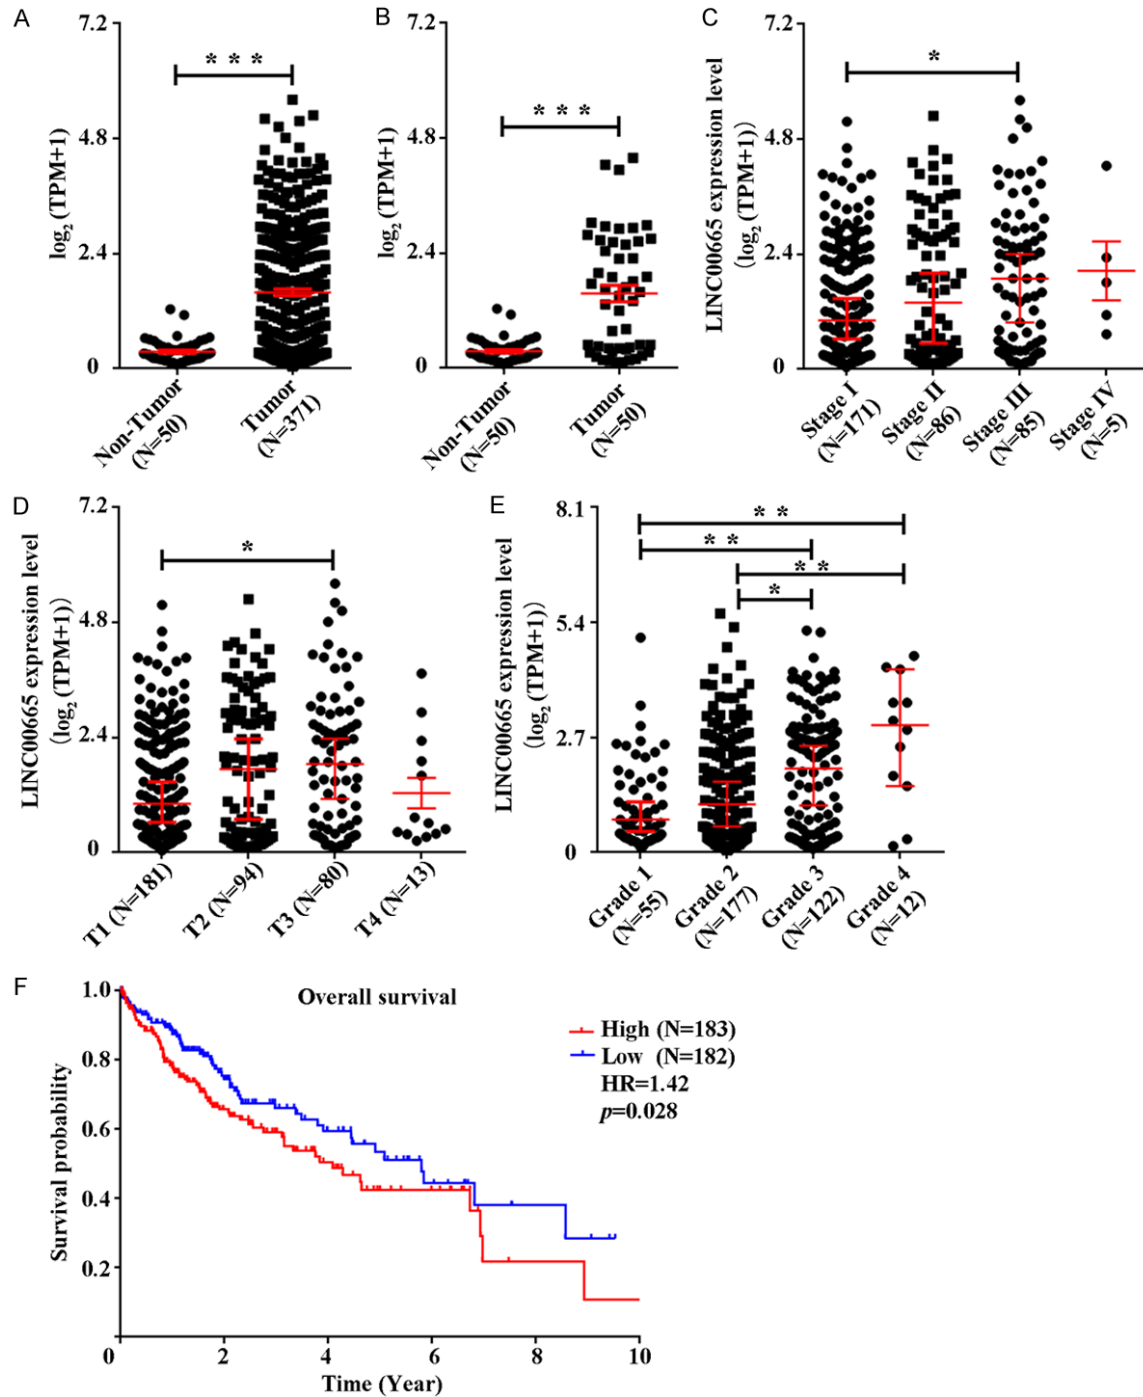 A
log2 (TPM+1)
7.2
4.8
2.4
0
* * *
Non-Tumor
(N=50)
Tumor
(N=371)
B
log2 (TPM+1)
7.2
4.8
2.4
0
* * *
Non-Tumor
(N=50)
Tumor
(N=50)
C
LINC00665 expression level
(log2 (TPM+1))
7.2
4.8
2.4
0
*
Stage I
(N=171)
Stage II
(N=86)
Stage III
(N=85)
Stage IV
(N=5)
D
LINC00665 expression level
(log2 (TPM+1))
7.2
4.8
2.4
0
*
T1 (N=181)
T2 (N=94)
T3 (N=80)
T4 (N=13)
E
LINC00665 expression level
(log2 (TPM+1))
8.1
5.4
2.7
0
* *
* *
* *
*
Grade 1
(N=55)
Grade 2
(N=177)
Grade 3
(N=122)
Grade 4
(N=12)
F
Overall survival
Survival probability
1.0
0.8
0.6
0.4
0.2
High (N=183)
Low (N=182)
HR=1.42
p=0.028
0 2 4 6 8 10
Time (Year)